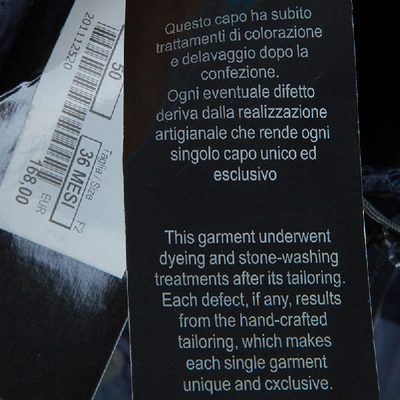 20112520
50
Taglia / Size
36 MESI
F2
EUR
168.00
Questo capo ha subito
trattamenti di colorazione
e delavaggio dopo la
confezione.
Ogni eventuale difetto
deriva dalla realizzazione
artigianale che rende ogni
singolo capo unico ed
esclusivo
This garment underwent
dyeing and stone-washing
treatments after its tailoring.
Each defect, if any, results
from the hand-crafted
tailoring, which makes
each single garment
unique and cxclusive.